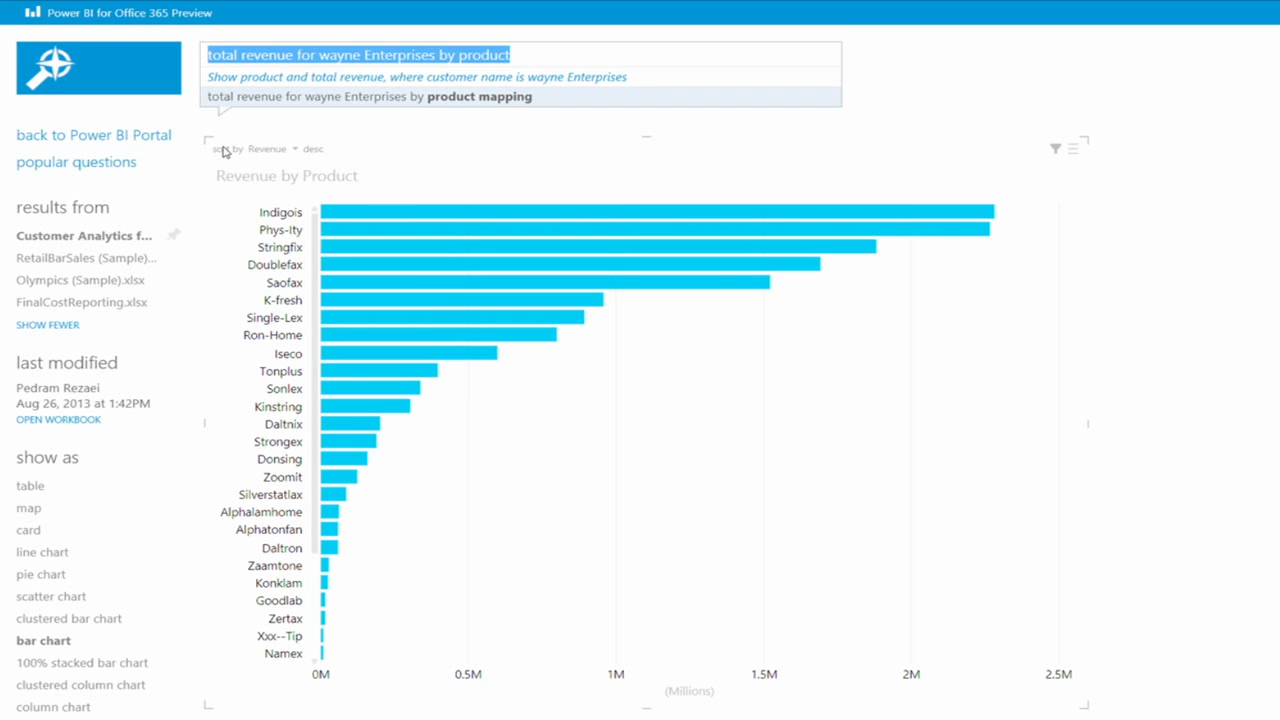 Power BI for Office 365 Preview
total revenue for wayne Enterprises by product
Show product and total revenue, where customer name is wayne Enterprises
total revenue for wayne Enterprises by product mapping
back to Power BI Portal
popular questions
results from
Customer Analytics f...
RetailBarSales (Sample)...
Olympics (Sample).xlsx
FinalCostReporting.xlsx
SHOW FEWER
last modified
Pedram Rezaei
Aug 26, 2013 at 1:42PM
OPEN WORKBOOK
show as
table
map
card
line chart
pie chart
scatter chart
clustered bar chart
bar chart
100% stacked bar chart
clustered column chart
column chart
sort by Revenue desc
Revenue by Product
Indigois
Phys-Ity
Stringfix
Doublefax
Saofax
K-fresh
Single-Lex
Ron-Home
Iseco
Tonplus
Sonlex
Kinstring
Daltnix
Strongex
Donsing
Zoomit
Silverstatlax
Alphalamhome
Alphatonfan
Daltron
Zaamtone
Konklam
Goodlab
Zertax
Xxx--Tip
Namex
0M 0.5M 1M 1.5M 2M 2.5M
(Millions)